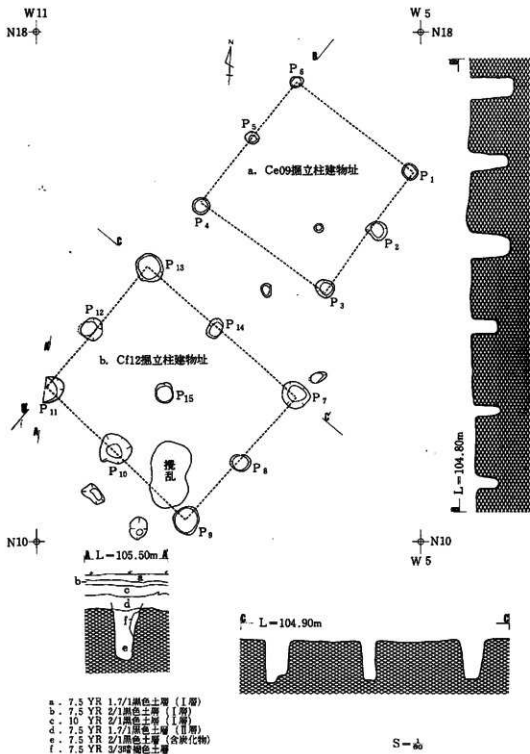 W11
W5
N18
N18
N
B
P6
P5
a. Ce09掘立柱建物址
P1
P4
P2
P3
C
P13
P12
P14
b. Cf12掘立柱建物址
P11
P15
P7
A
C'
P10
攪乱
P8
P9
L=104.80m
N10
N10
W5
A L=105.50m A'
b
a
c
d
f
e
C L=104.90m C'
a. 7.5 YR 1.7/1黒色土層 (I層)
b. 7.5 YR 2/1黒色土層 (I層)
c. 10 YR 2/1黒色土層 (I層)
d. 7.5 YR 1.7/1黒色土層 (II層)
e. 7.5 YR 2/1黒色土層 (含炭化物)
f. 7.5 YR 3/3暗褐色土層
S=1/60